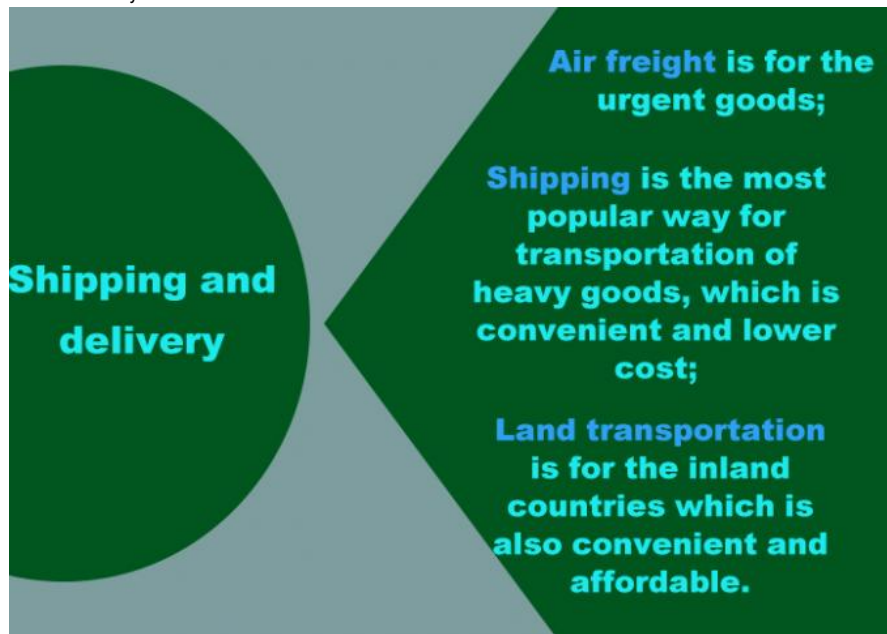 Shipping and
delivery
Air freight is for the
urgent goods;
Shipping is the most
popular way for
transportation of
heavy goods, which is
convenient and lower
cost;
Land transportation
is for the inland
countries which is
also convenient and
affordable.